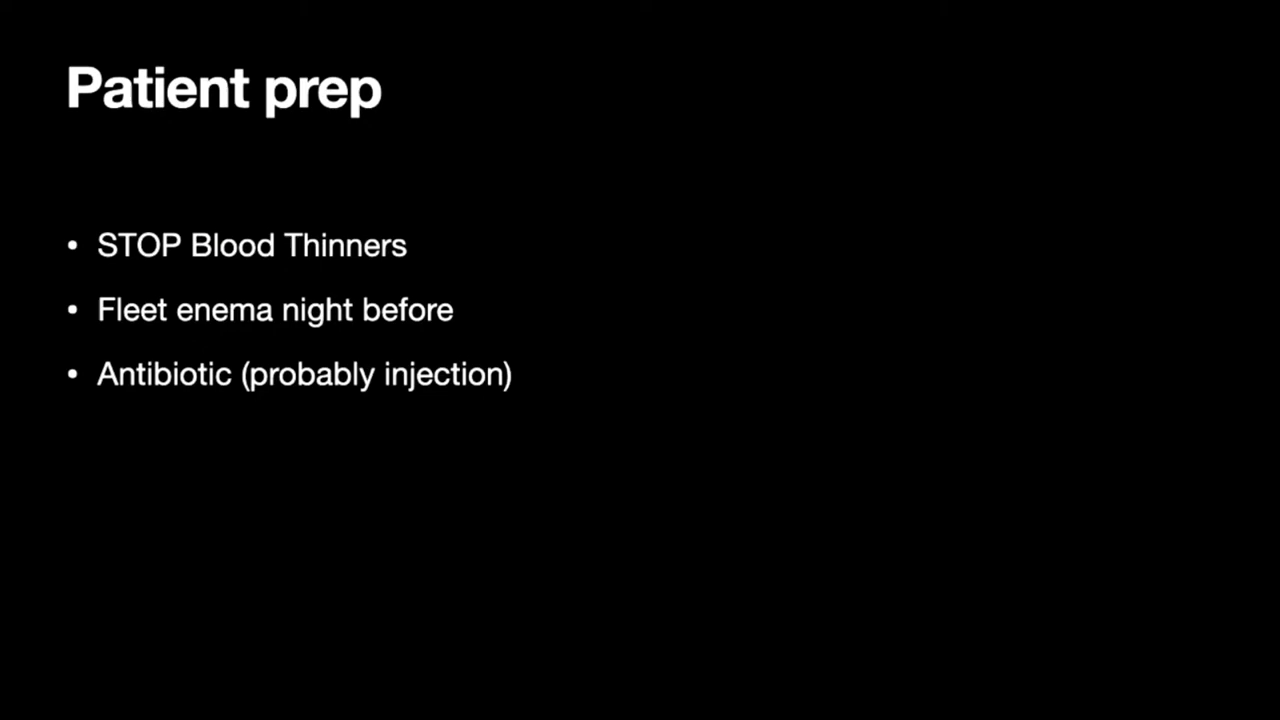 Patient prep
• STOP Blood Thinners
• Fleet enema night before
• Antibiotic (probably injection)